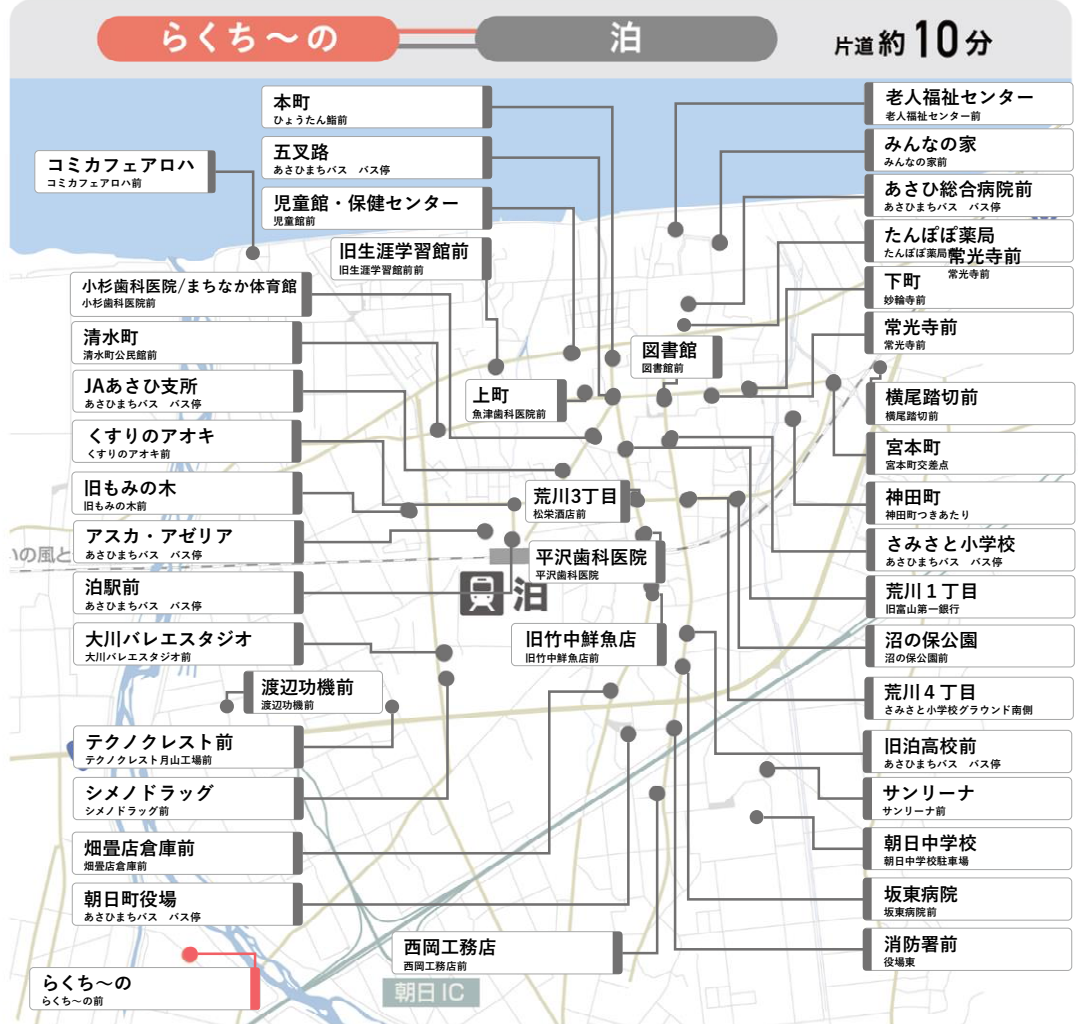 らくち〜の
泊
片道 約10分
本町
ひょうたん鮨前
五叉路
あさひまちバス　バス停
コミカフェアロハ
コミカフェアロハ前
児童館・保健センター
児童館前
旧生涯学習館前
旧生涯学習館前前
小杉歯科医院/まちなか体育館
小杉歯科医院前
清水町
清水町公民館前
JAあさひ支所
あさひまちバス　バス停
くすりのアオキ
くすりのアオキ前
旧もみの木
旧もみの木前
いの風と
アスカ・アゼリア
あさひまちバス　バス停
泊駅前
あさひまちバス　バス停
大川バレエスタジオ
大川バレエスタジオ前
渡辺功機前
渡辺功機前
テクノクレスト前
テクノクレスト月山工場前
シメノドラッグ
シメノドラッグ前
畑畳店倉庫前
畑畳店倉庫前
朝日町役場
あさひまちバス　バス停
らくち〜の
らくち〜の前
図書館
図書館前
上町
魚津歯科医院前
荒川3丁目
松栄酒店前
平沢歯科医院
平沢歯科医院
泊
旧竹中鮮魚店
旧竹中鮮魚店前
西岡工務店
西岡工務店前
朝日IC
老人福祉センター
老人福祉センター前
みんなの家
みんなの家前
あさひ総合病院前
あさひまちバス　バス停
たんぽぽ薬局
たんぽぽ薬局
常光寺前
常光寺前
下町
妙輪寺前
常光寺前
常光寺前
横尾踏切前
横尾踏切前
宮本町
宮本町交差点
神田町
神田町つきあたり
さみさと小学校
あさひまちバス　バス停
荒川１丁目
旧富山第一銀行
沼の保公園
沼の保公園前
荒川４丁目
さみさと小学校グラウンド南側
旧泊高校前
あさひまちバス　バス停
サンリーナ
サンリーナ前
朝日中学校
朝日中学校駐車場
坂東病院
坂東病院前
消防署前
役場東